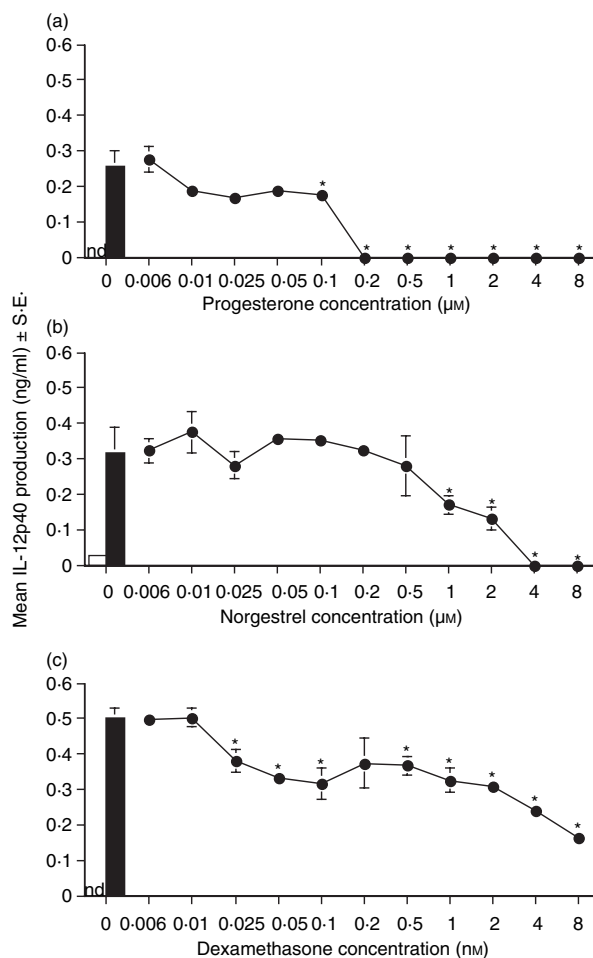 (a)
0·6
0·5
0·4
0·3
*
0·2
0·1
nd
* * * * * *
0
0 0·006 0·01 0·025 0·05 0·1 0·2 0·5 1 2 4 8
Progesterone concentration (µM)
Mean IL-12p40 production (ng/ml) ± S·E·
(b)
0·6
0·5
0·4
0·3
0·2
* *
0·1
* *
0
0 0·006 0·01 0·025 0·05 0·1 0·2 0·5 1 2 4 8
Norgestrel concentration (µM)
(c)
0·6
0·5
0·4
* * * * * *
0·3
*
0·2
*
0·1
nd
0
0 0·006 0·01 0·025 0·05 0·1 0·2 0·5 1 2 4 8
Dexamethasone concentration (nM)